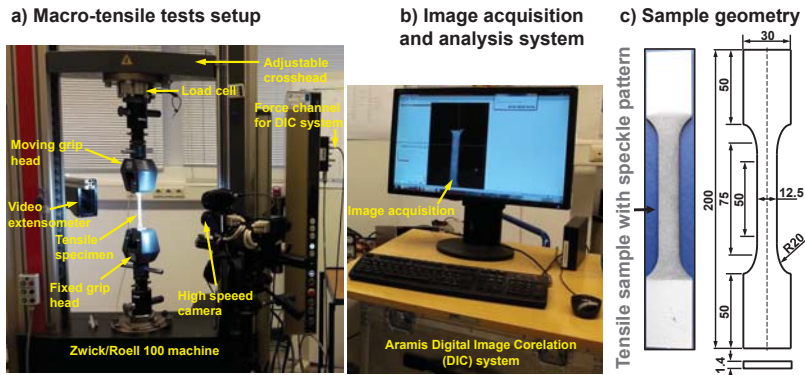 a) Macro-tensile tests setup
Adjustable
crosshead
Load cell
Force channel
for DIC system
Moving grip
head
Video
extensometer
Tensile
specimen
Fixed grip
head
High speeed
camera
Zwick/Roell 100 machine
b) Image acquisition
and analysis system
Image acquisition
Aramis Digital Image Corelation
(DIC) system
c) Sample geometry
Tensile sample with speckle pattern
30
50
200
75
50
12.5
R20
50
1.4